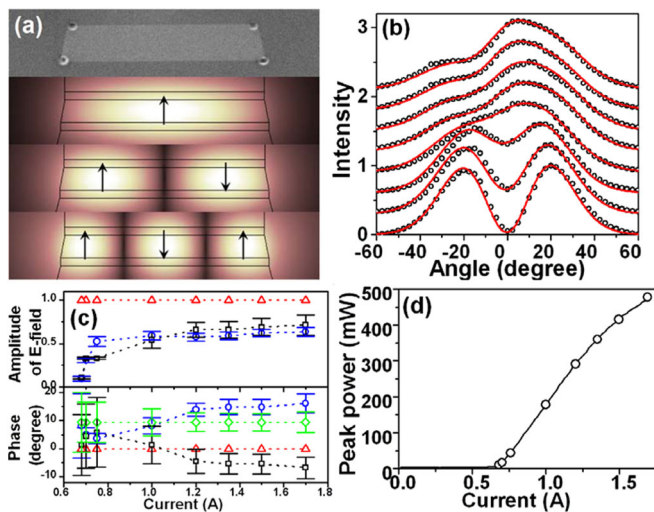 (a)
(b)
Intensity
3
2
1
0
-60 -40 -20 0 20 40 60
Angle (degree)
(c)
Amplitude
of E-field
1.0
0.5
0.0
Phase
(degree)
20
10
0
-10
0.6 0.8 1.0 1.2 1.4 1.6 1.8
Current (A)
(d)
Peak power (mW)
500
400
300
200
100
0
0.0 0.5 1.0 1.5
Current (A)